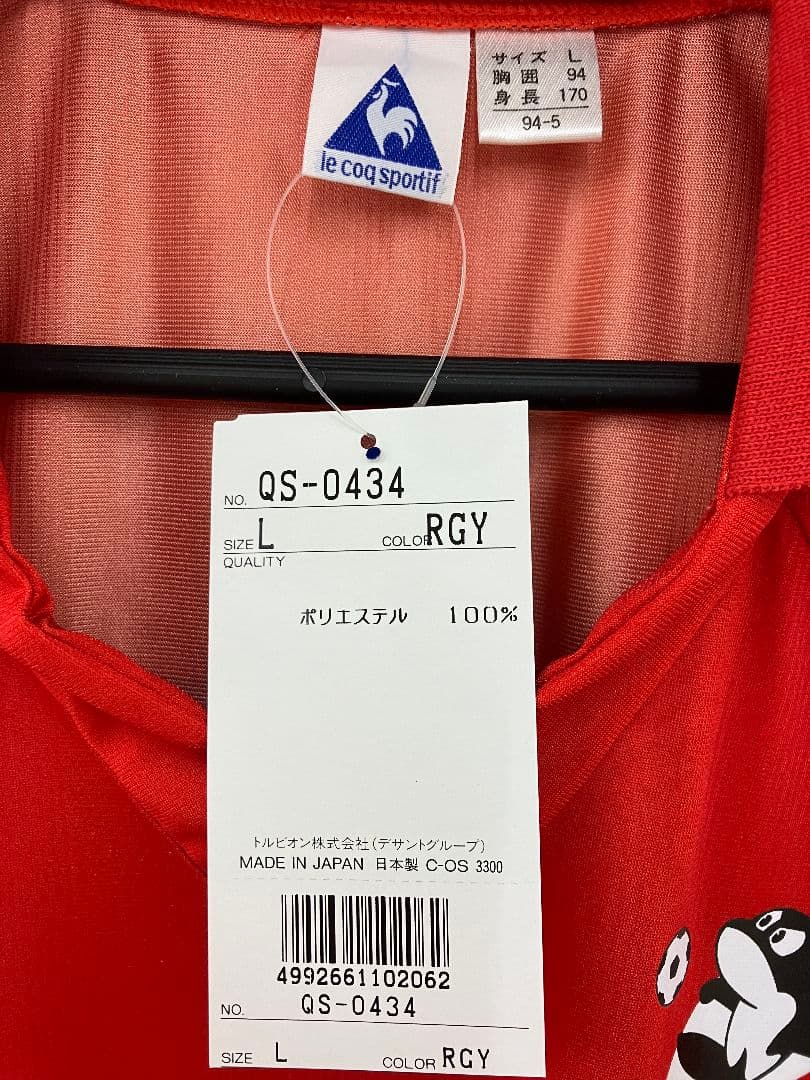 le coq sportif
サイズ L
胸囲 94
身長 170
94-5
NO. QS-0434
SIZE L COLOR RGY
QUALITY
ポリエステル 100%
トルビオン株式会社(デサントグループ)
MADE IN JAPAN 日本製 C-OS 3300
4992661102062
NO. QS-0434
SIZE L COLOR RGY